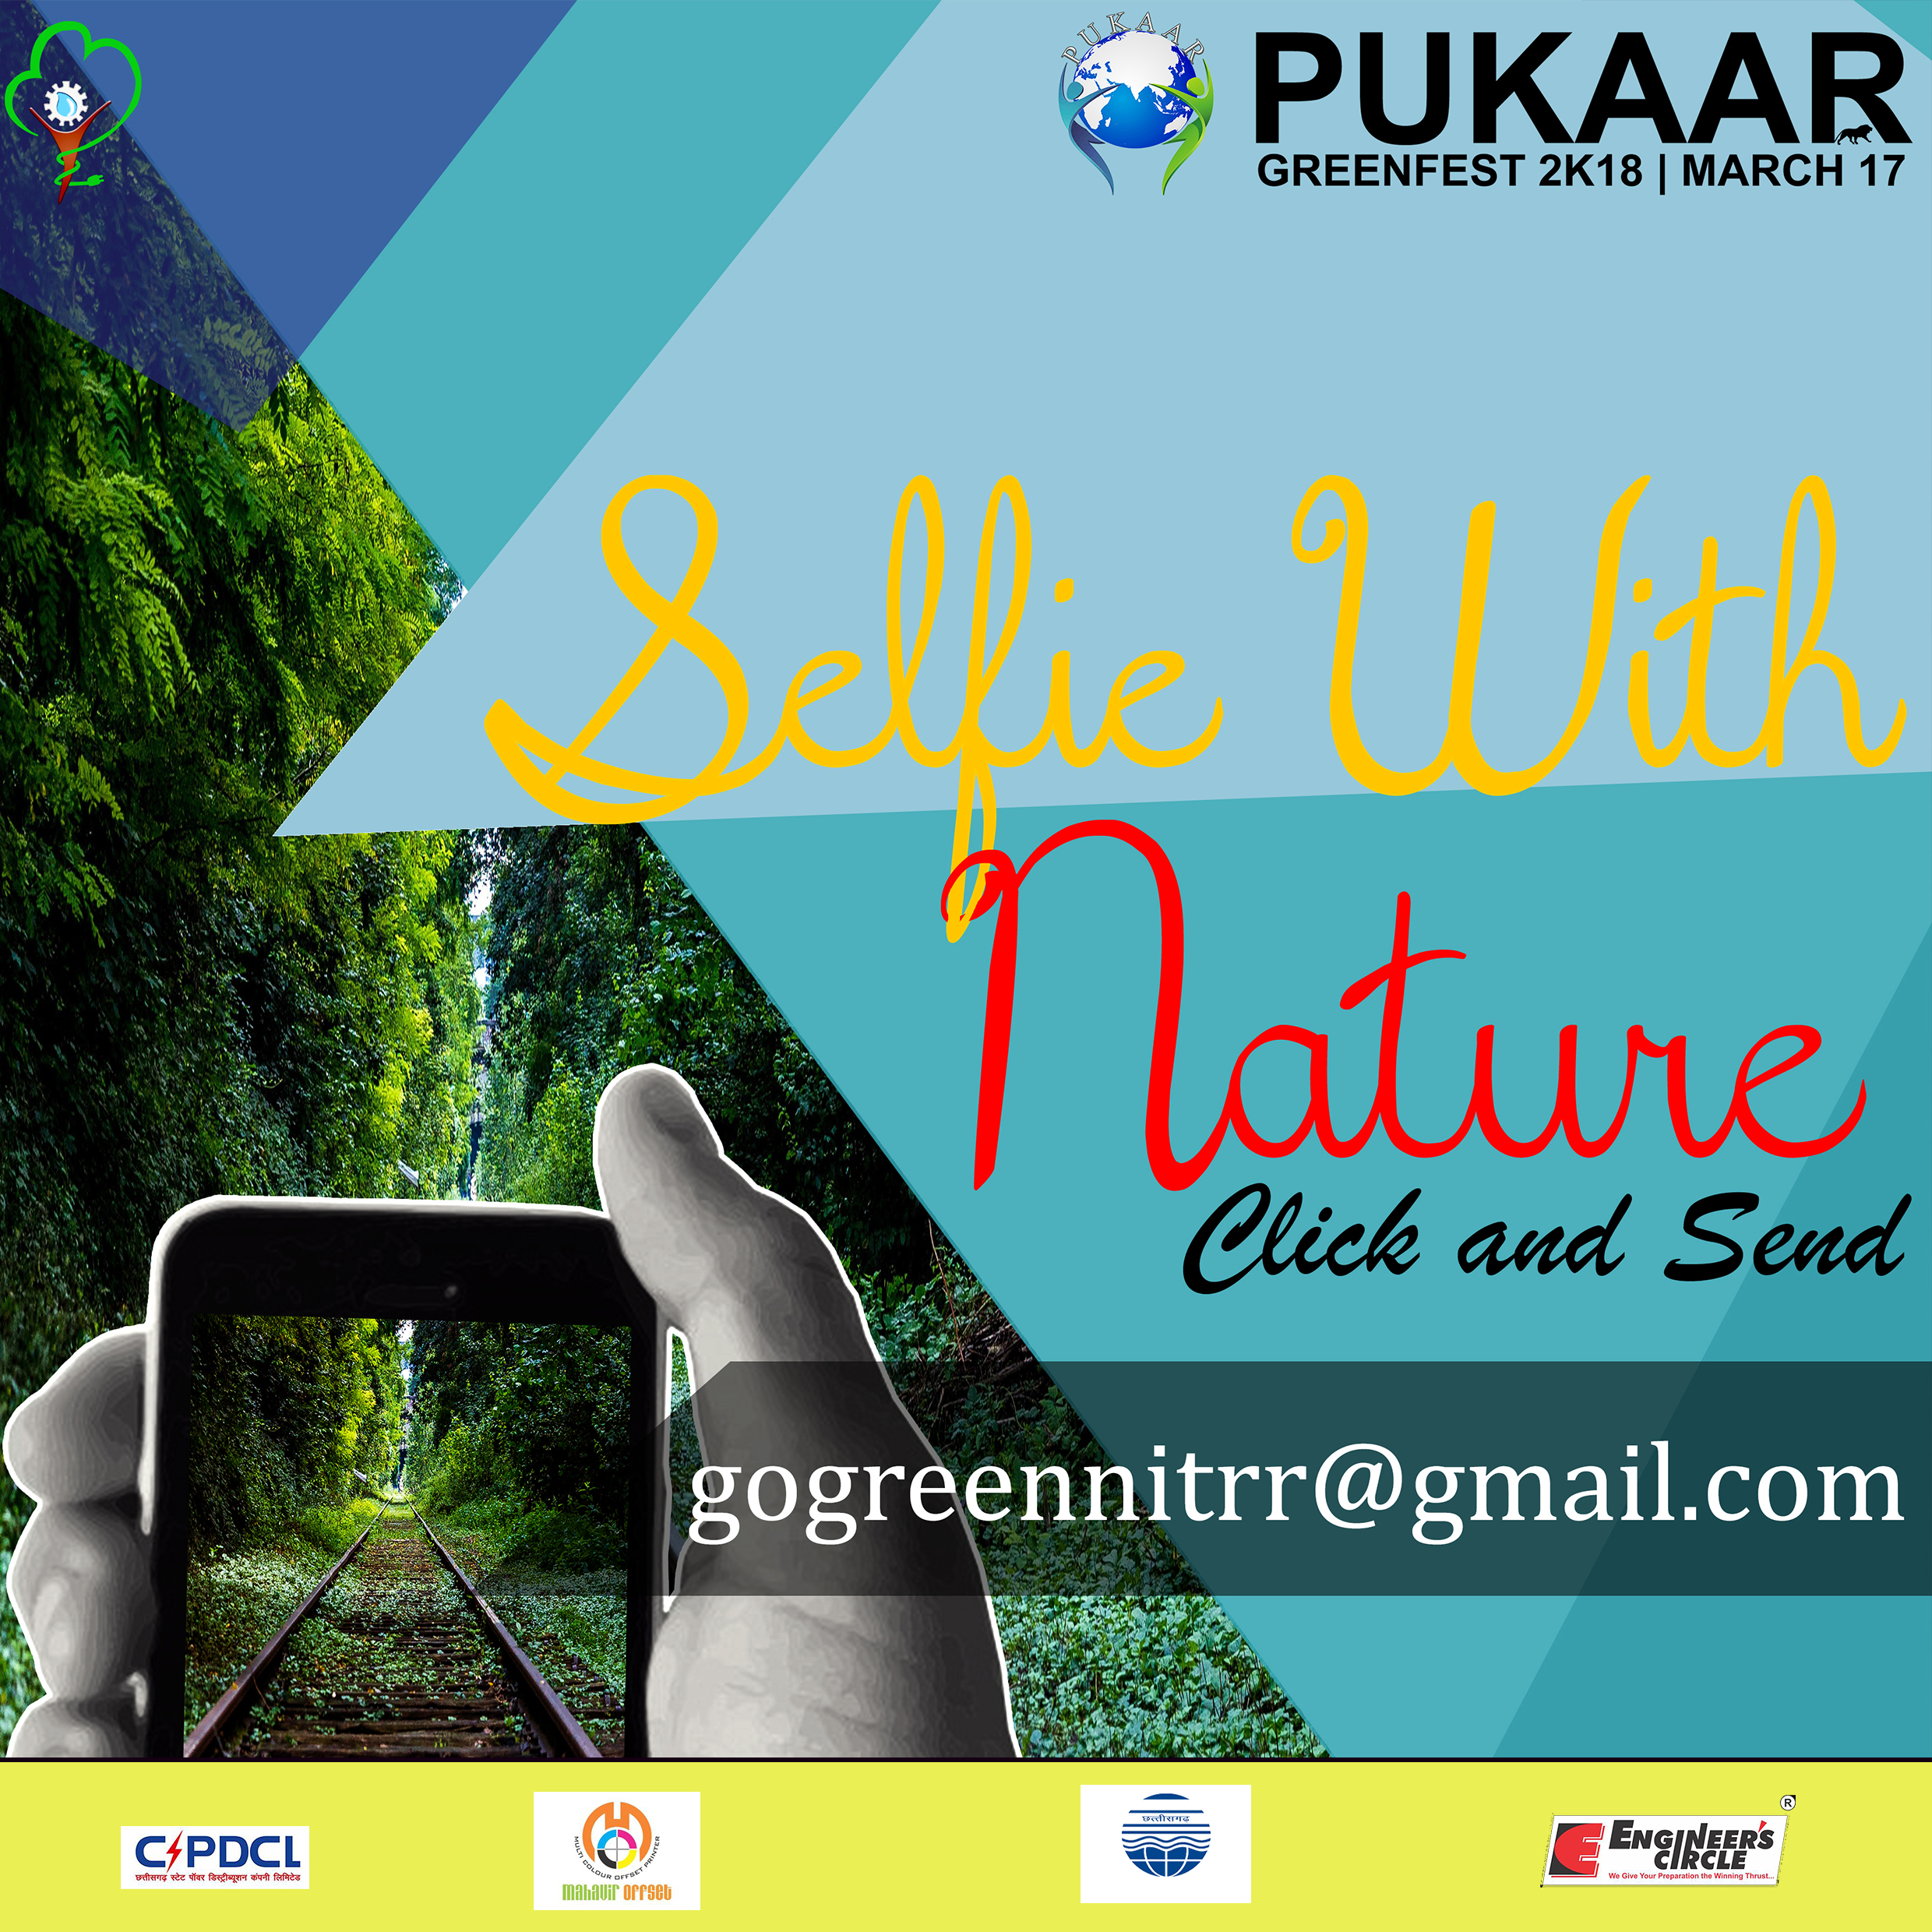 PUKAAR
PUKAAR
GREENFEST 2K18 | MARCH 17
Selfie With
Nature
Click and Send
gogreennitrr@gmail.com
CSPDCL
छत्तीसगढ़ स्टेट पॉवर डिस्ट्रीब्यूशन कंपनी लिमिटेड
MULTI COLOUR OFFSET PRINTER
MAHAVIR OFFSET
छत्तीसगढ़
ENGINEER'S
CIRCLE
®
We Give Your Preparation the Winning Thrust...